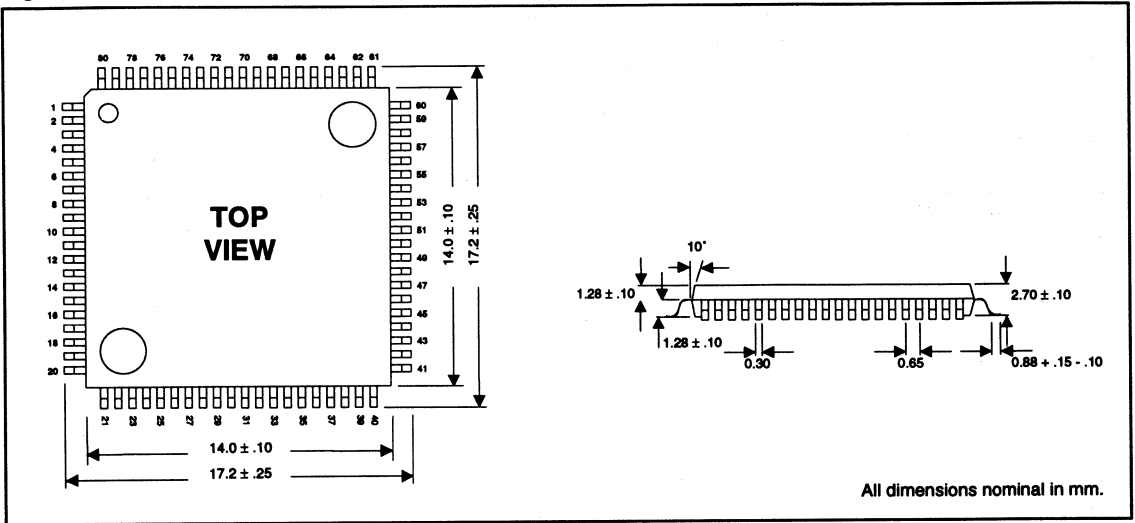 80 78 76 74 72 70 68 66 64 62 61
1
2
4
6
8
10
12
14
16
18
20
TOP
VIEW
60
59
57
55
53
51
49
47
45
43
41
14.0 ± .10
17.2 ± .25
21 23 25 27 29 31 33 35 37 39 40
14.0 ± .10
17.2 ± .25
10°
1.28 ± .10
2.70 ± .10
1.28 ± .10
0.30
0.65
0.88 + .15 - .10
All dimensions nominal in mm.